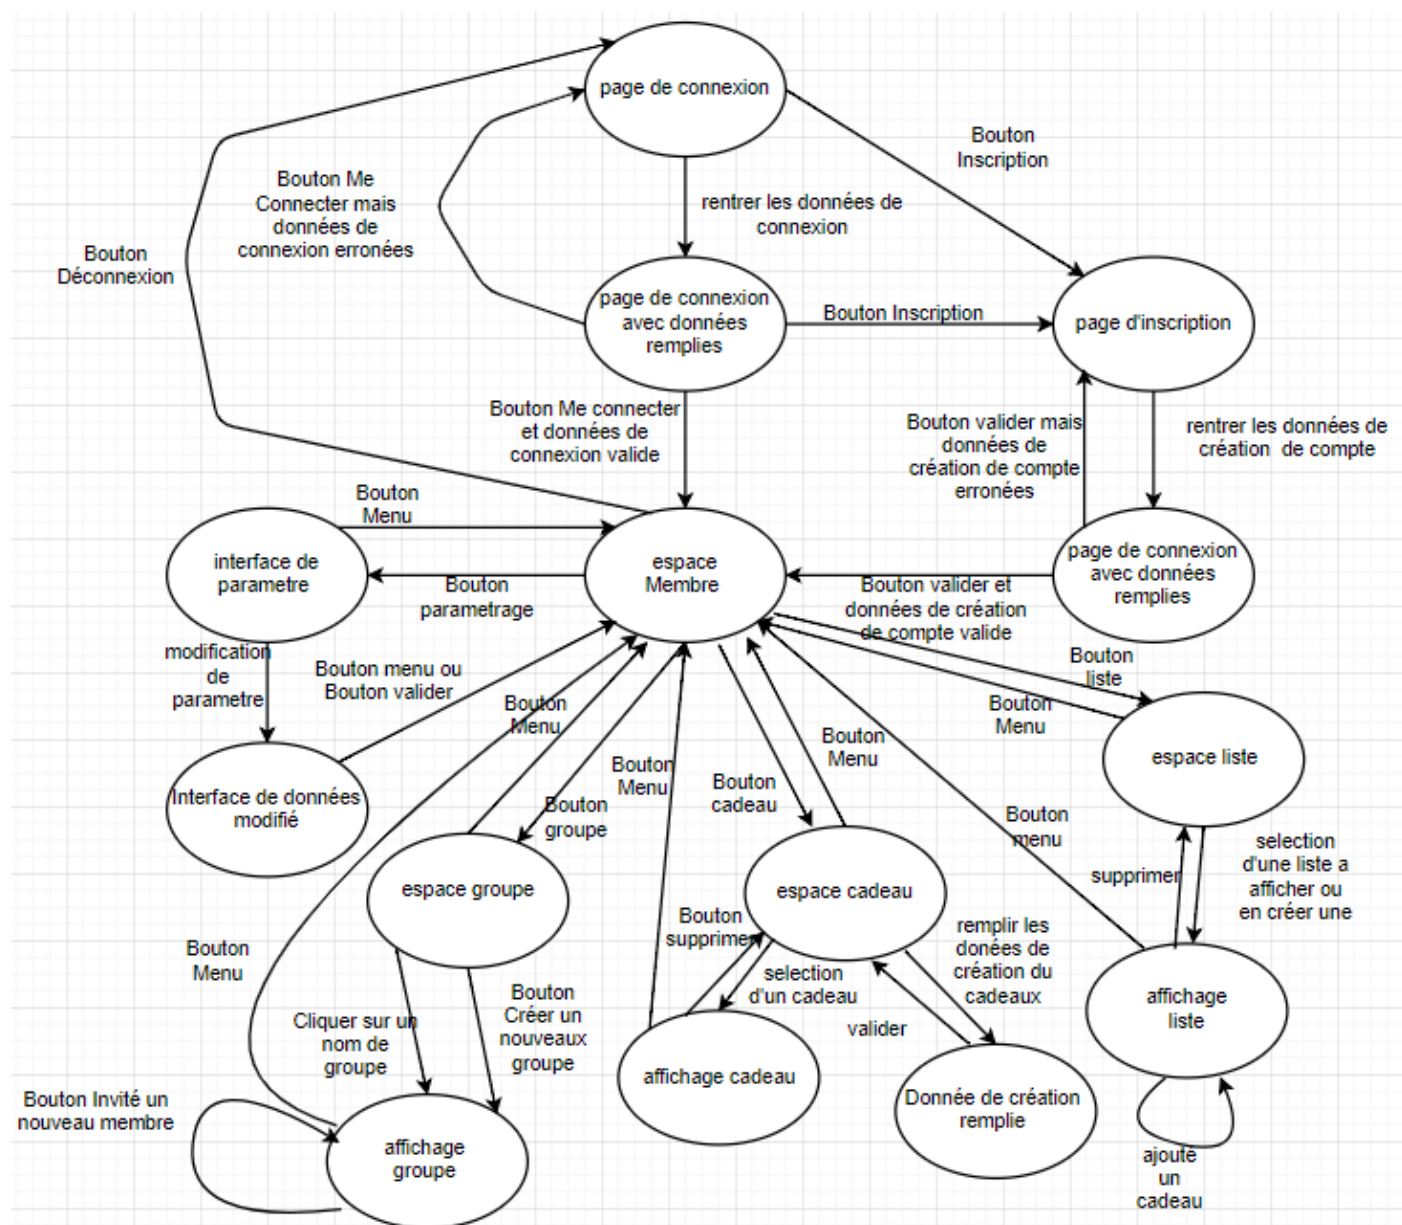 page de connexion
Bouton
Inscription
Bouton Me
Connecter mais
données de
connexion erronées
rentrer les données de
connexion
Bouton
Déconnexion
page de connexion
avec données
remplies
Bouton Inscription
page d'inscription
Bouton Me connecter
et données de
connexion valide
Bouton valider mais
données de
création de compte
erronées
rentrer les données de
création de compte
Bouton
Menu
interface de
parametre
Bouton
parametrage
espace
Membre
Bouton valider et
données de création
de compte valide
page de connexion
avec données
remplies
modification
de
parametre
Bouton menu ou
Bouton valider
Bouton
Menu
Bouton
liste
Bouton
Menu
Interface de données
modifié
Bouton
groupe
Bouton
Menu
Bouton
cadeau
Bouton
Menu
espace liste
Bouton
menu
supprimer
selection
d'une liste a
afficher ou
en créer une
espace groupe
espace cadeau
Bouton
Menu
Bouton
supprimer
selection
d'un cadeau
remplir les
donées de
création du
cadeaux
valider
affichage
liste
Cliquer sur un
nom de
groupe
Bouton
Créer un
nouveaux
groupe
affichage cadeau
Donnée de création
remplie
Bouton Invité un
nouveau membre
affichage
groupe
ajouté
un
cadeau